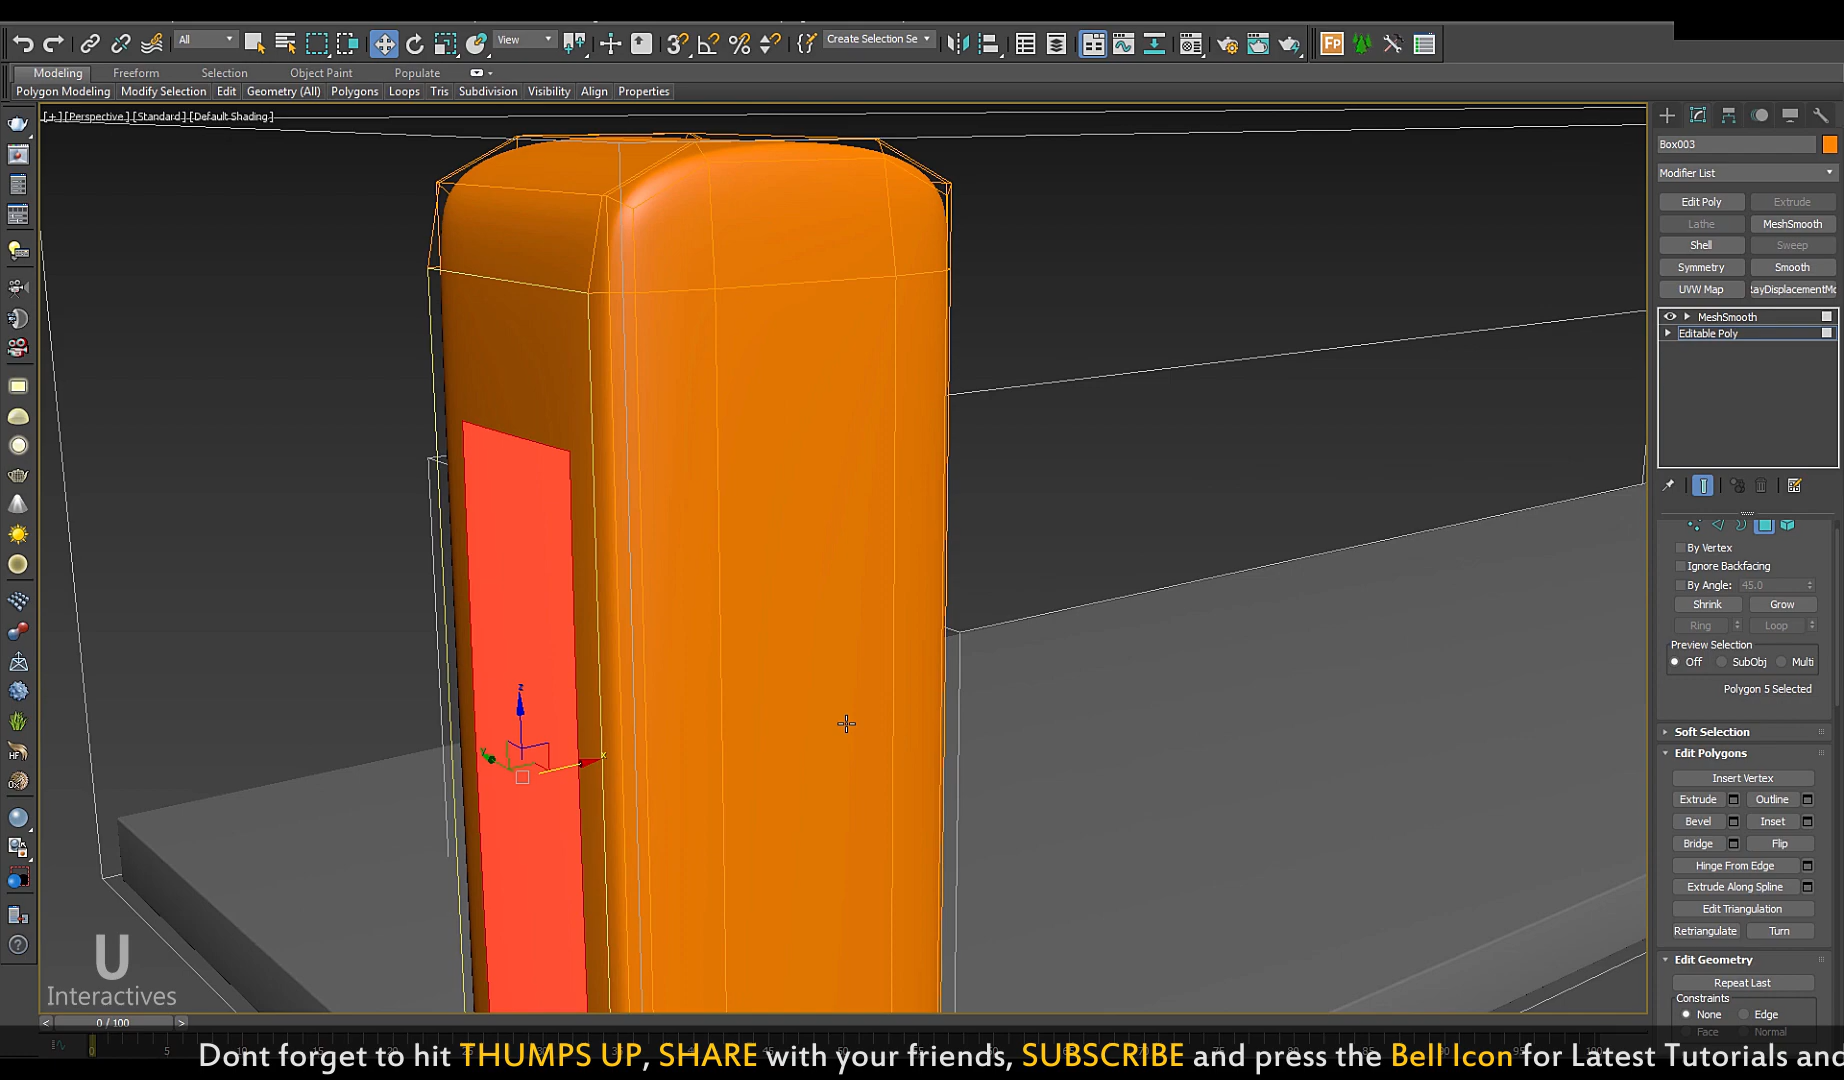 All
View
Create Selection Se
Modeling Freeform Selection Object Paint Populate
Polygon Modeling Modify Selection Edit Geometry (All) Polygons Loops Tris Subdivision Visibility Align Properties
[+] [Perspective ] [Standard ] [Default Shading ]
Box003
Modifier List
Edit Poly Extrude
Lathe MeshSmooth
Shell Sweep
Symmetry Smooth
UVW Map
MeshSmooth
Editable Poly
By Vertex
Ignore Backfacing
By Angle: 45.0
Shrink Grow
Ring Loop
Preview Selection
Off SubObj Multi
Polygon 5 Selected
Soft Selection
Edit Polygons
Insert Vertex
Extrude Outline
Bevel Inset
Bridge Flip
Hinge From Edge
Extrude Along Spline
Edit Triangulation
Retriangulate Turn
Edit Geometry
Repeat Last
Constraints
None Edge
Face Normal
z
y
x
U
Interactives
< 0 / 100 >
0 5
Dont forget to hit THUMPS UP, SHARE with your friends, SUBSCRIBE and press the Bell Icon for Latest Tutorials and